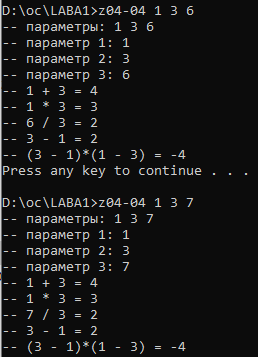 D:\oc\LABA1>z04-04 1 3 6
-- параметры: 1 3 6
-- параметр 1: 1
-- параметр 2: 3
-- параметр 3: 6
-- 1 + 3 = 4
-- 1 * 3 = 3
-- 6 / 3 = 2
-- 3 - 1 = 2
-- (3 - 1)*(1 - 3) = -4
Press any key to continue . . .
D:\oc\LABA1>z04-04 1 3 7
-- параметры: 1 3 7
-- параметр 1: 1
-- параметр 2: 3
-- параметр 3: 7
-- 1 + 3 = 4
-- 1 * 3 = 3
-- 7 / 3 = 2
-- 3 - 1 = 2
-- (3 - 1)*(1 - 3) = -4